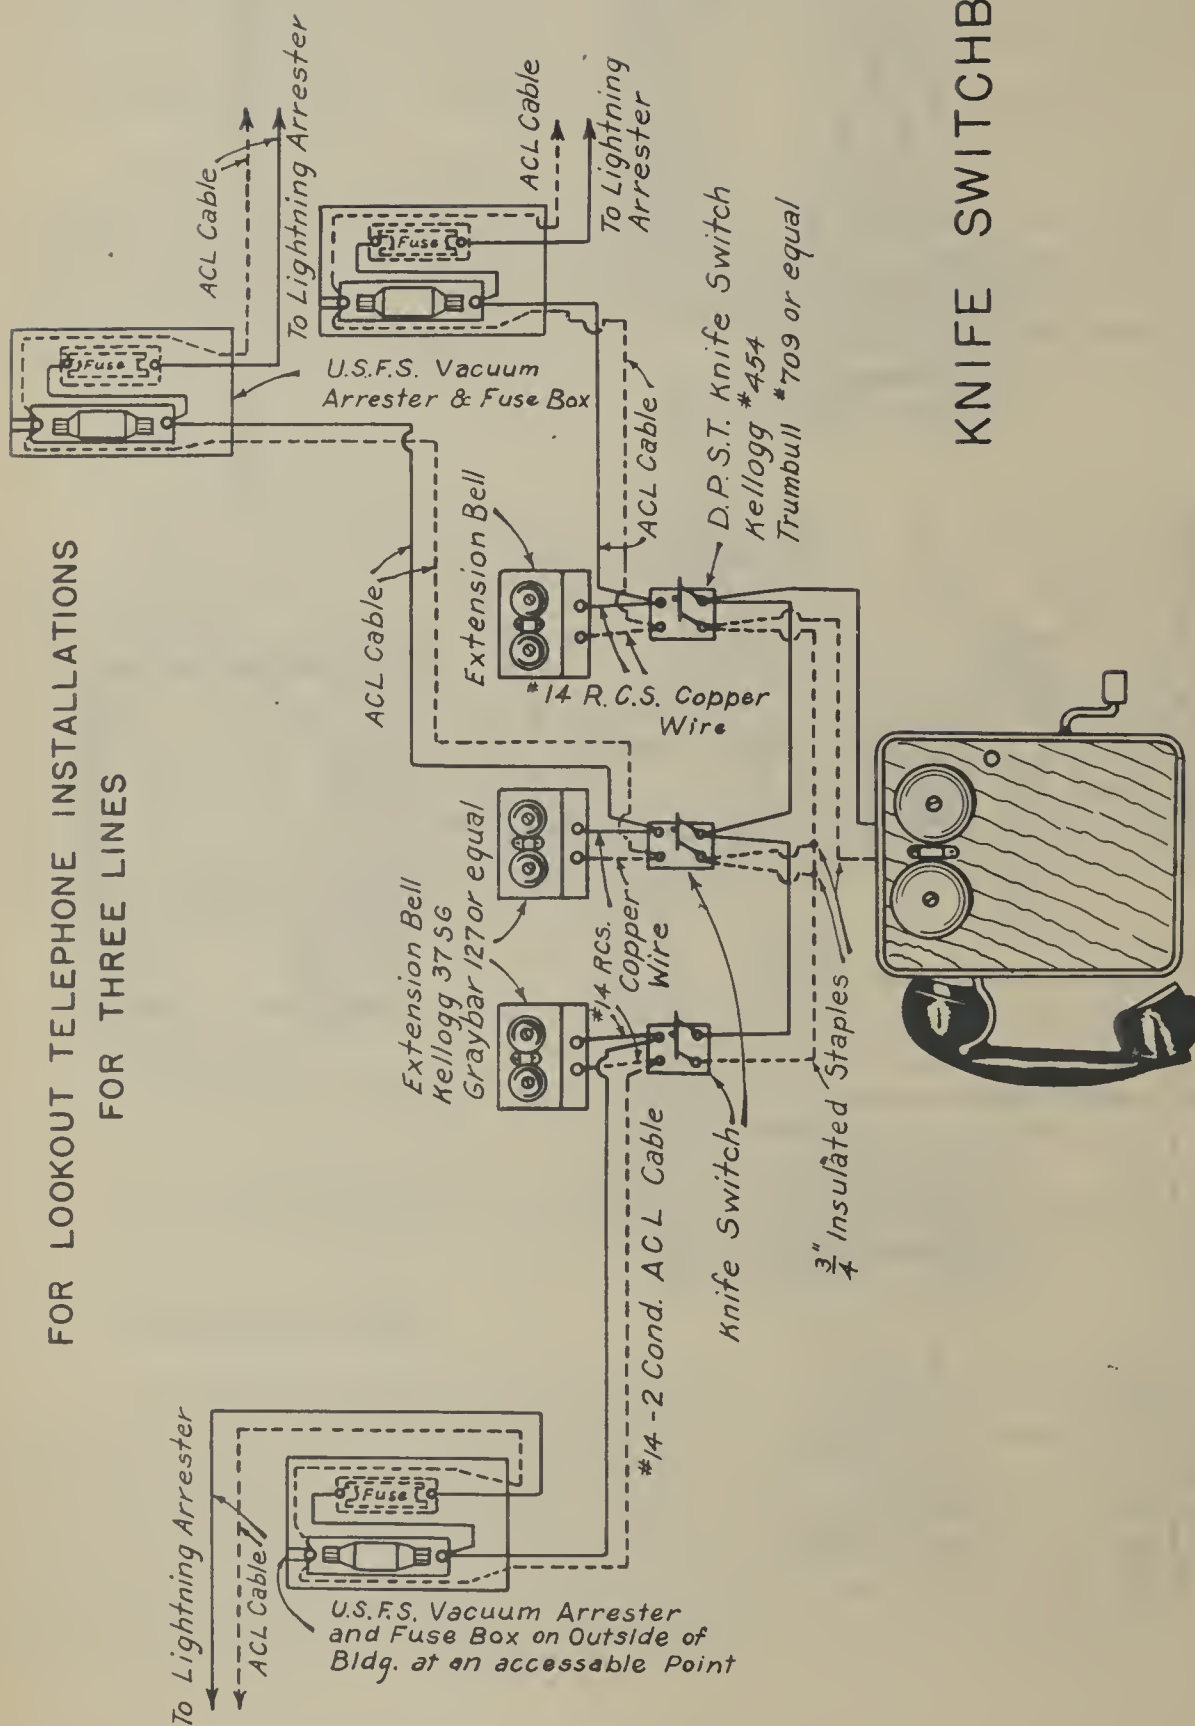 FOR LOOKOUT TELEPHONE INSTALLATIONS
FOR THREE LINES
To Lightning Arrester
ACL Cable
U.S.F.S. Vacuum Arrester
and Fuse Box on Outside of
Bldg. at an accessable Point
Fuse
#14-2 Cond. ACL Cable
Extension Bell
Kellogg 37SG
Graybar 127 or equal
#14 RCS.
Copper
Wire
Knife Switch
3/4" Insulated Staples
ACL Cable
Extension Bell
#14 R.C.S. Copper
Wire
ACL Cable
D.P.S.T. Knife Switch
Kellogg #454
Trumbull #709 or equal
U.S.F.S. Vacuum
Arrester & Fuse Box
Fuse
ACL Cable
To Lightning Arrester
Fuse
ACL Cable
To Lightning
Arrester
KNIFE SWITCHB